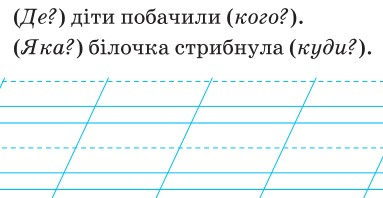 (Де?) діти побачили (кого?).
(Яка?) білочка стрибнула (куди?).